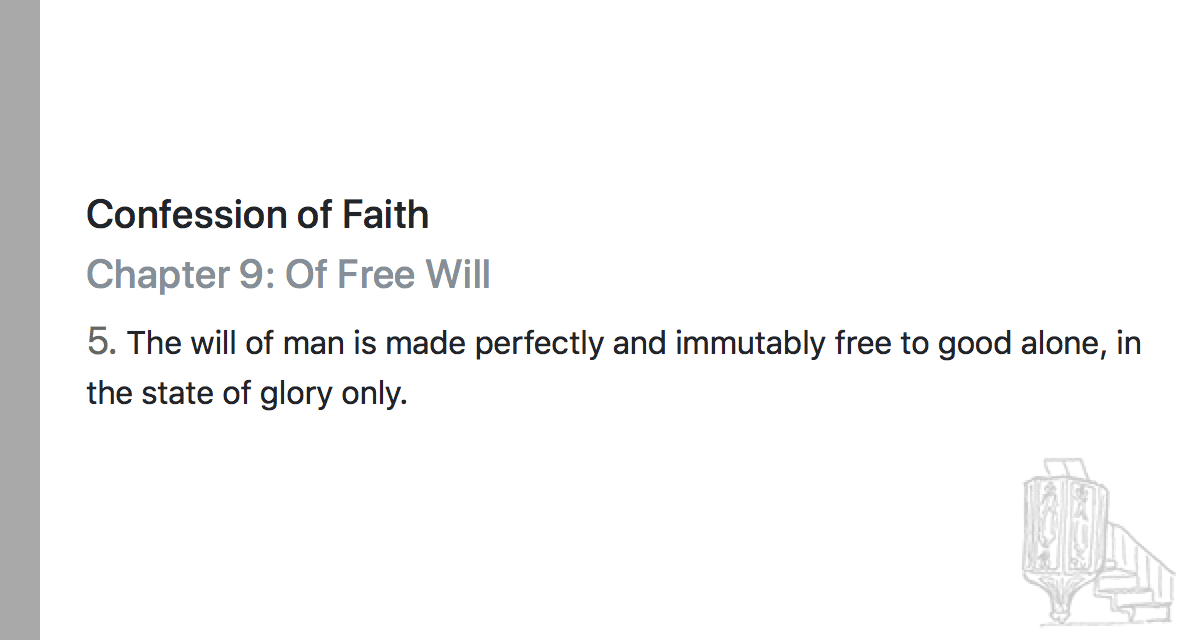 Confession of Faith
Chapter 9: Of Free Will
5. The will of man is made perfectly and immutably free to good alone, in
the state of glory only.